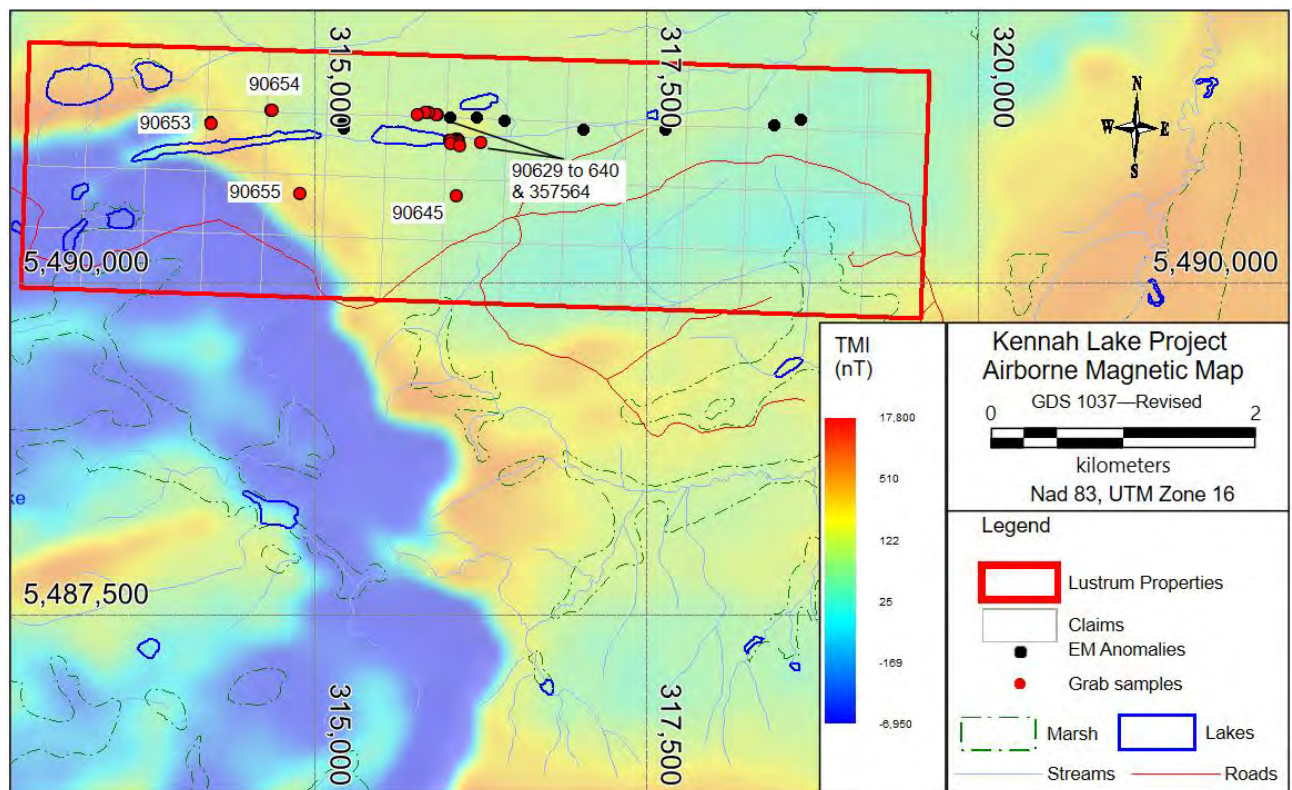 315,000
317,500
320,000
90654
90653
N
W E
S
90629 to 640
& 357564
90655
90645
5,490,000
5,490,000
TMI
(nT)
17,800
510
122
25
-169
-6,950
Kennah Lake Project
Airborne Magnetic Map
GDS 1037—Revised
0 2
kilometers
Nad 83, UTM Zone 16
Legend
Lustrum Properties
Claims
EM Anomalies
Grab samples
Marsh
Lakes
Streams
Roads
ke
5,487,500
5,487,500
315,000
317,500